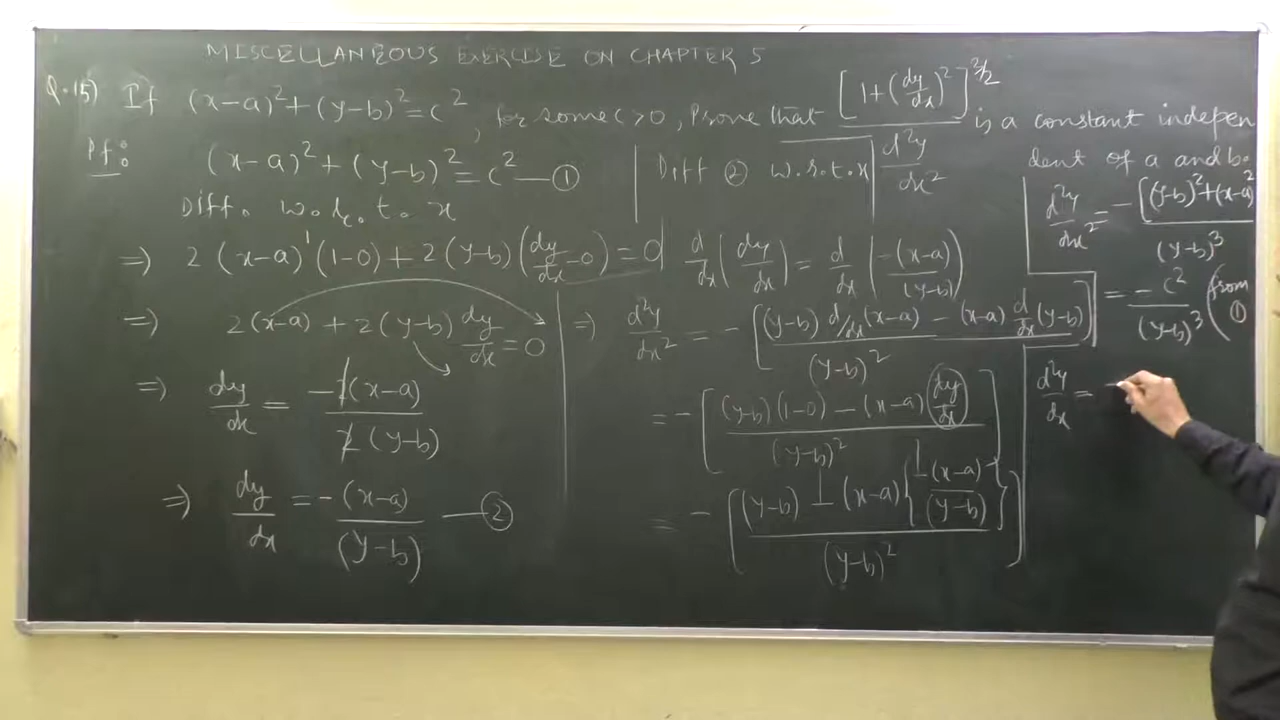 MISCELLANEOUS EXERCISE ON CHAPTER 5
Q.15) If (x-a)²+(y-b)²=c², for some c>0, Prove that [1+(dy/dx)²]^3/2 / d²y/dx² is a constant indepen
dent of a and b.
Pf: (x-a)²+(y-b)²=c² — ①
Diff. w.r.t. x
⇒ 2(x-a)¹(1-0)+2(y-b)(dy/dx-0)=0
⇒ 2(x-a)+2(y-b)dy/dx=0
⇒ dy/dx = -2(x-a)/2(y-b)
⇒ dy/dx = -(x-a)/(y-b) — ②
Diff ② w.r.t.x
d/dx(dy/dx) = d/dx(-(x-a)/(y-b))
⇒ d²y/dx² = -[(y-b) d/dx(x-a) - (x-a) d/dx(y-b) / (y-b)²]
= -[(y-b)(1-0) - (x-a)(dy/dx) / (y-b)²]
= -[(y-b) - (x-a){-(x-a)/(y-b)} / (y-b)²]
d²y/dx² = -[(y-b)²+(x-a)² / (y-b)³
= -c²/(y-b)³ (from ①
d²y/dx = -